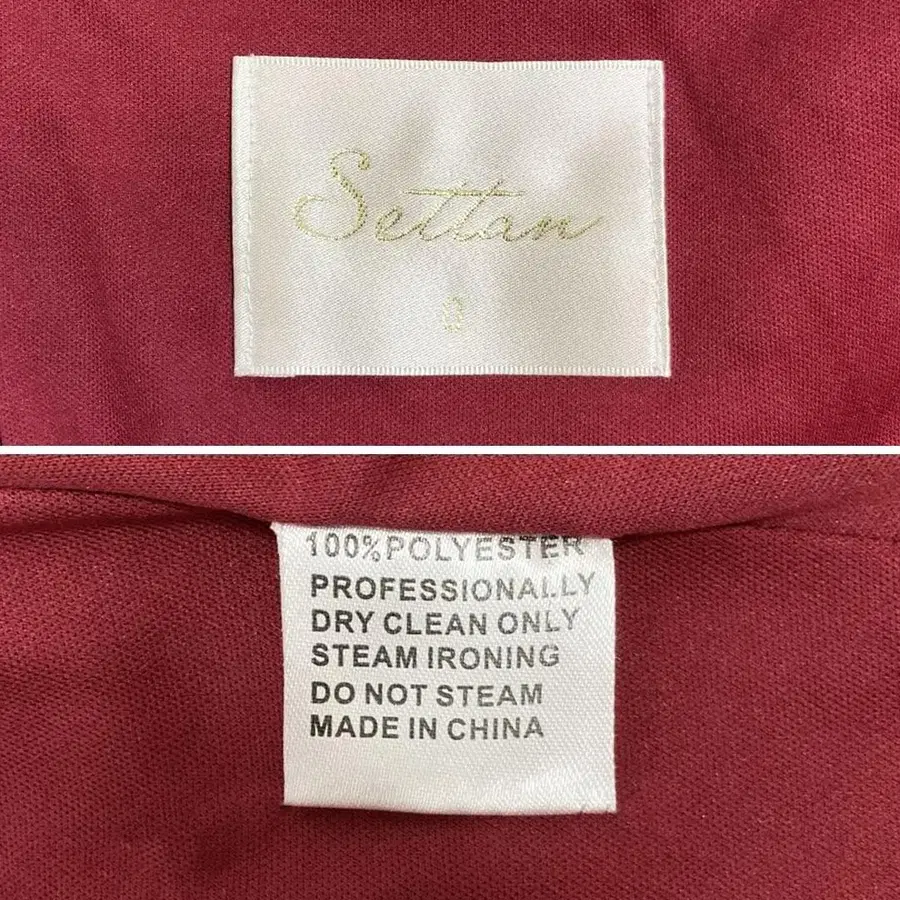 Settan
0
100% POLYESTER
PROFESSIONALLY
DRY CLEAN ONLY
STEAM IRONING
DO NOT STEAM
MADE IN CHINA